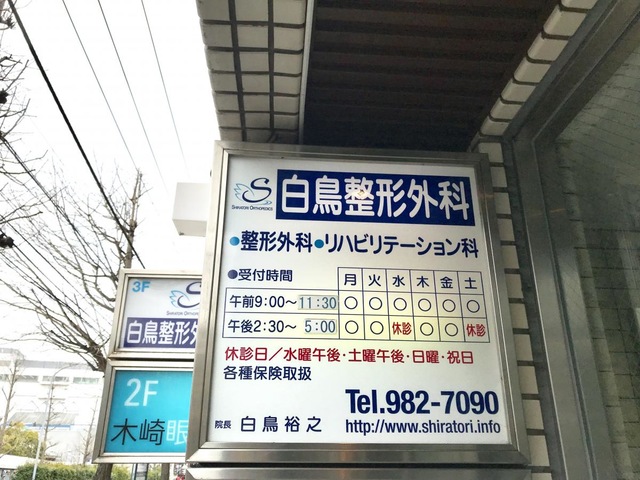 S
SHIRATORI ORTHOPEDICS
白鳥整形外科
●整形外科●リハビリテーション科
●受付時間 月 火 水 木 金 土
午前9:00〜11:30 ○ ○ ○ ○ ○ ○
午後2:30〜5:00 ○ ○ 休診 ○ ○ 休診
休診日/水曜午後・土曜午後・日曜・祝日
各種保険取扱
Tel.982-7090
院長 白鳥裕之
http://www.shiratori.info
3F
S
SHIRATORI ORTHOPEDICS
白鳥整形
2F
木崎眼